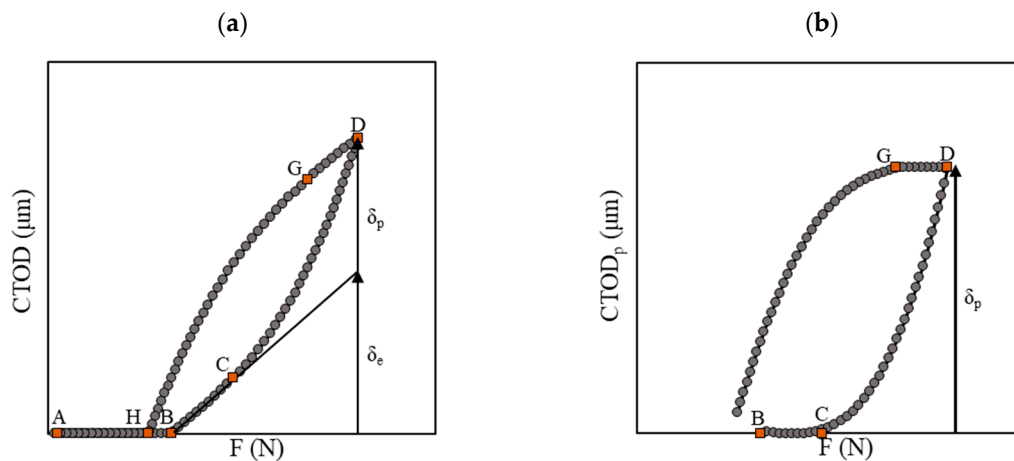 (a)
(b)
D
G
CTOD (μm)
δp
C
δe
A
H
B
F (N)
G
D
CTODp (μm)
δp
B
C
F (N)